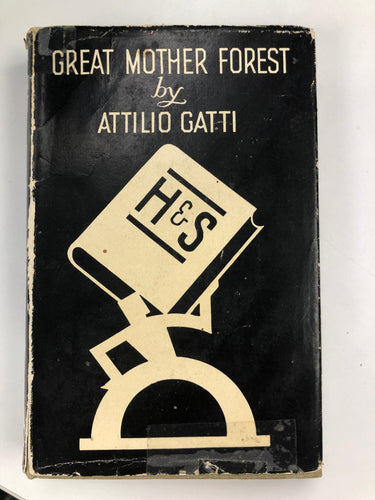 GREAT MOTHER FOREST
by
ATTILIO GATTI
H&S